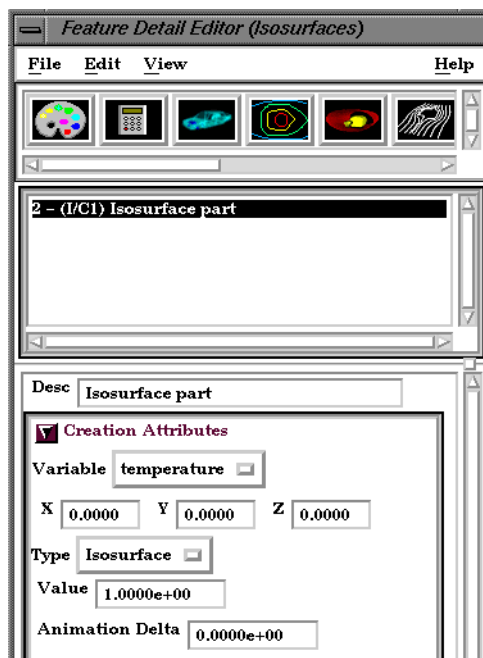 Feature Detail Editor (Isosurfaces)
File Edit View Help
2 – (I/C1) Isosurface part
Desc Isosurface part
Creation Attributes
Variable temperature
X 0.0000 Y 0.0000 Z 0.0000
Type Isosurface
Value 1.0000e+00
Animation Delta 0.0000e+00